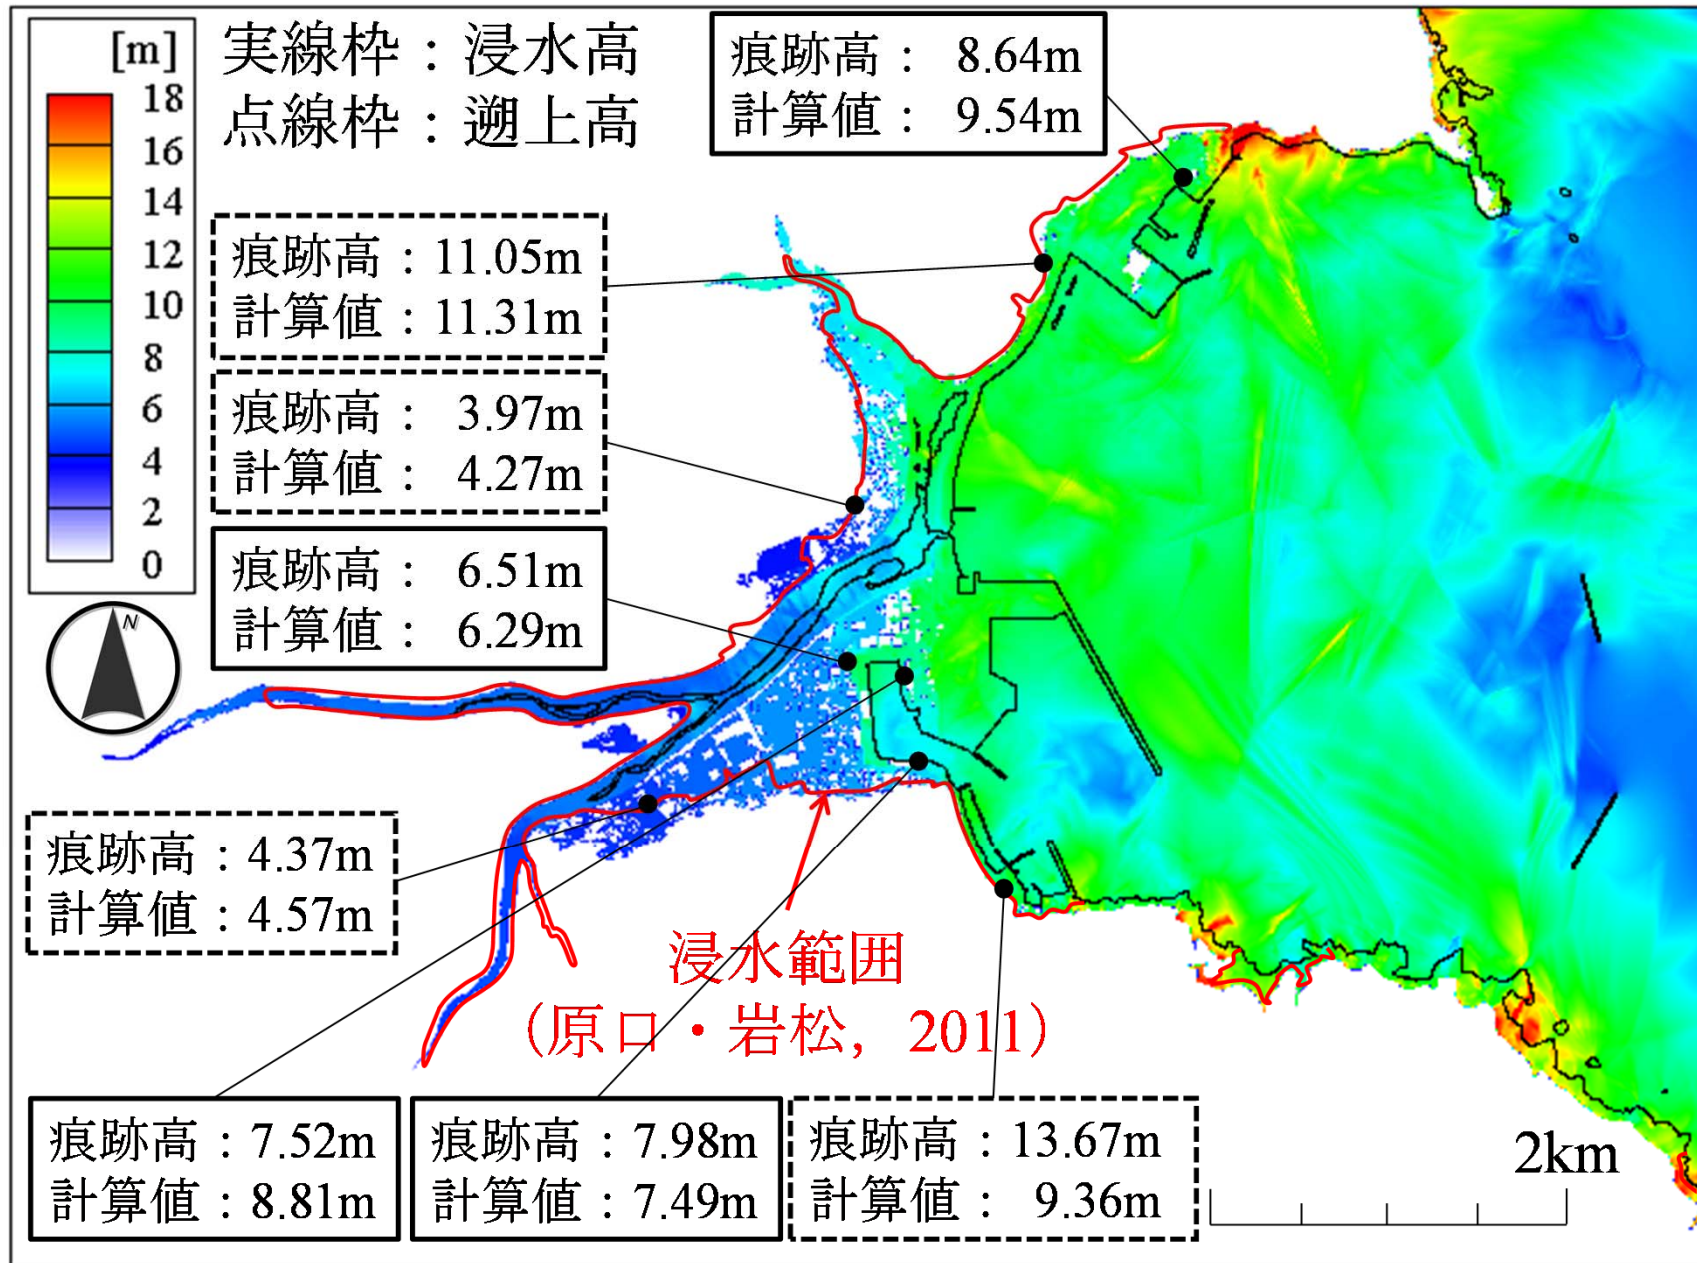 [m]
18
16
14
12
10
8
6
4
2
0
N
実線枠：浸水高
点線枠：遡上高
痕跡高： 8.64m
計算値： 9.54m
痕跡高：11.05m
計算値：11.31m
痕跡高： 3.97m
計算値： 4.27m
痕跡高： 6.51m
計算値： 6.29m
痕跡高：4.37m
計算値：4.57m
浸水範囲
(原口・岩松, 2011)
痕跡高：7.52m
計算値：8.81m
痕跡高：7.98m
計算値：7.49m
痕跡高：13.67m
計算値： 9.36m
2km